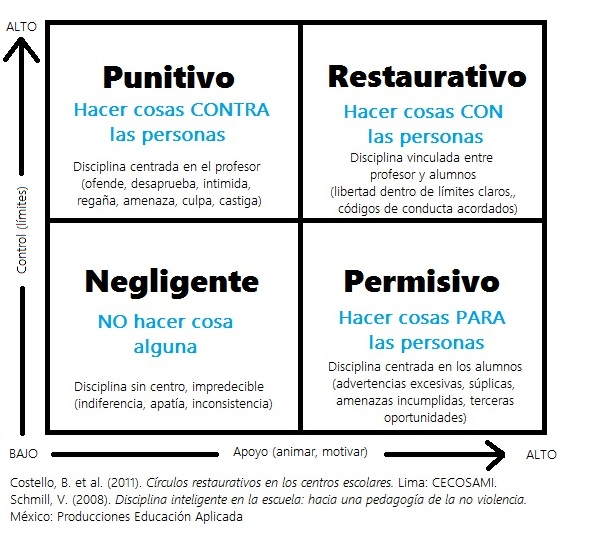 ALTO
Punitivo
Hacer cosas CONTRA
las personas
Disciplina centrada en el profesor
(ofende, desaprueba, intimida,
regaña, amenaza, culpa, castiga)
Restaurativo
Hacer cosas CON
las personas
Disciplina vinculada entre
profesor y alumnos
(libertad dentro de límites claros,,
códigos de conducta acordados)
Control (límites)
Negligente
NO hacer cosa
alguna
Disciplina sin centro, impredecible
(indiferencia, apatía, inconsistencia)
Permisivo
Hacer cosas PARA
las personas
Disciplina centrada en los alumnos
(advertencias excesivas, súplicas,
amenazas incumplidas, terceras
oportunidades)
BAJO
Apoyo (animar, motivar)
ALTO
Costello, B. et al. (2011). Círculos restaurativos en los centros escolares. Lima: CECOSAMI.
Schmill, V. (2008). Disciplina inteligente en la escuela: hacia una pedagogía de la no violencia.
México: Producciones Educación Aplicada